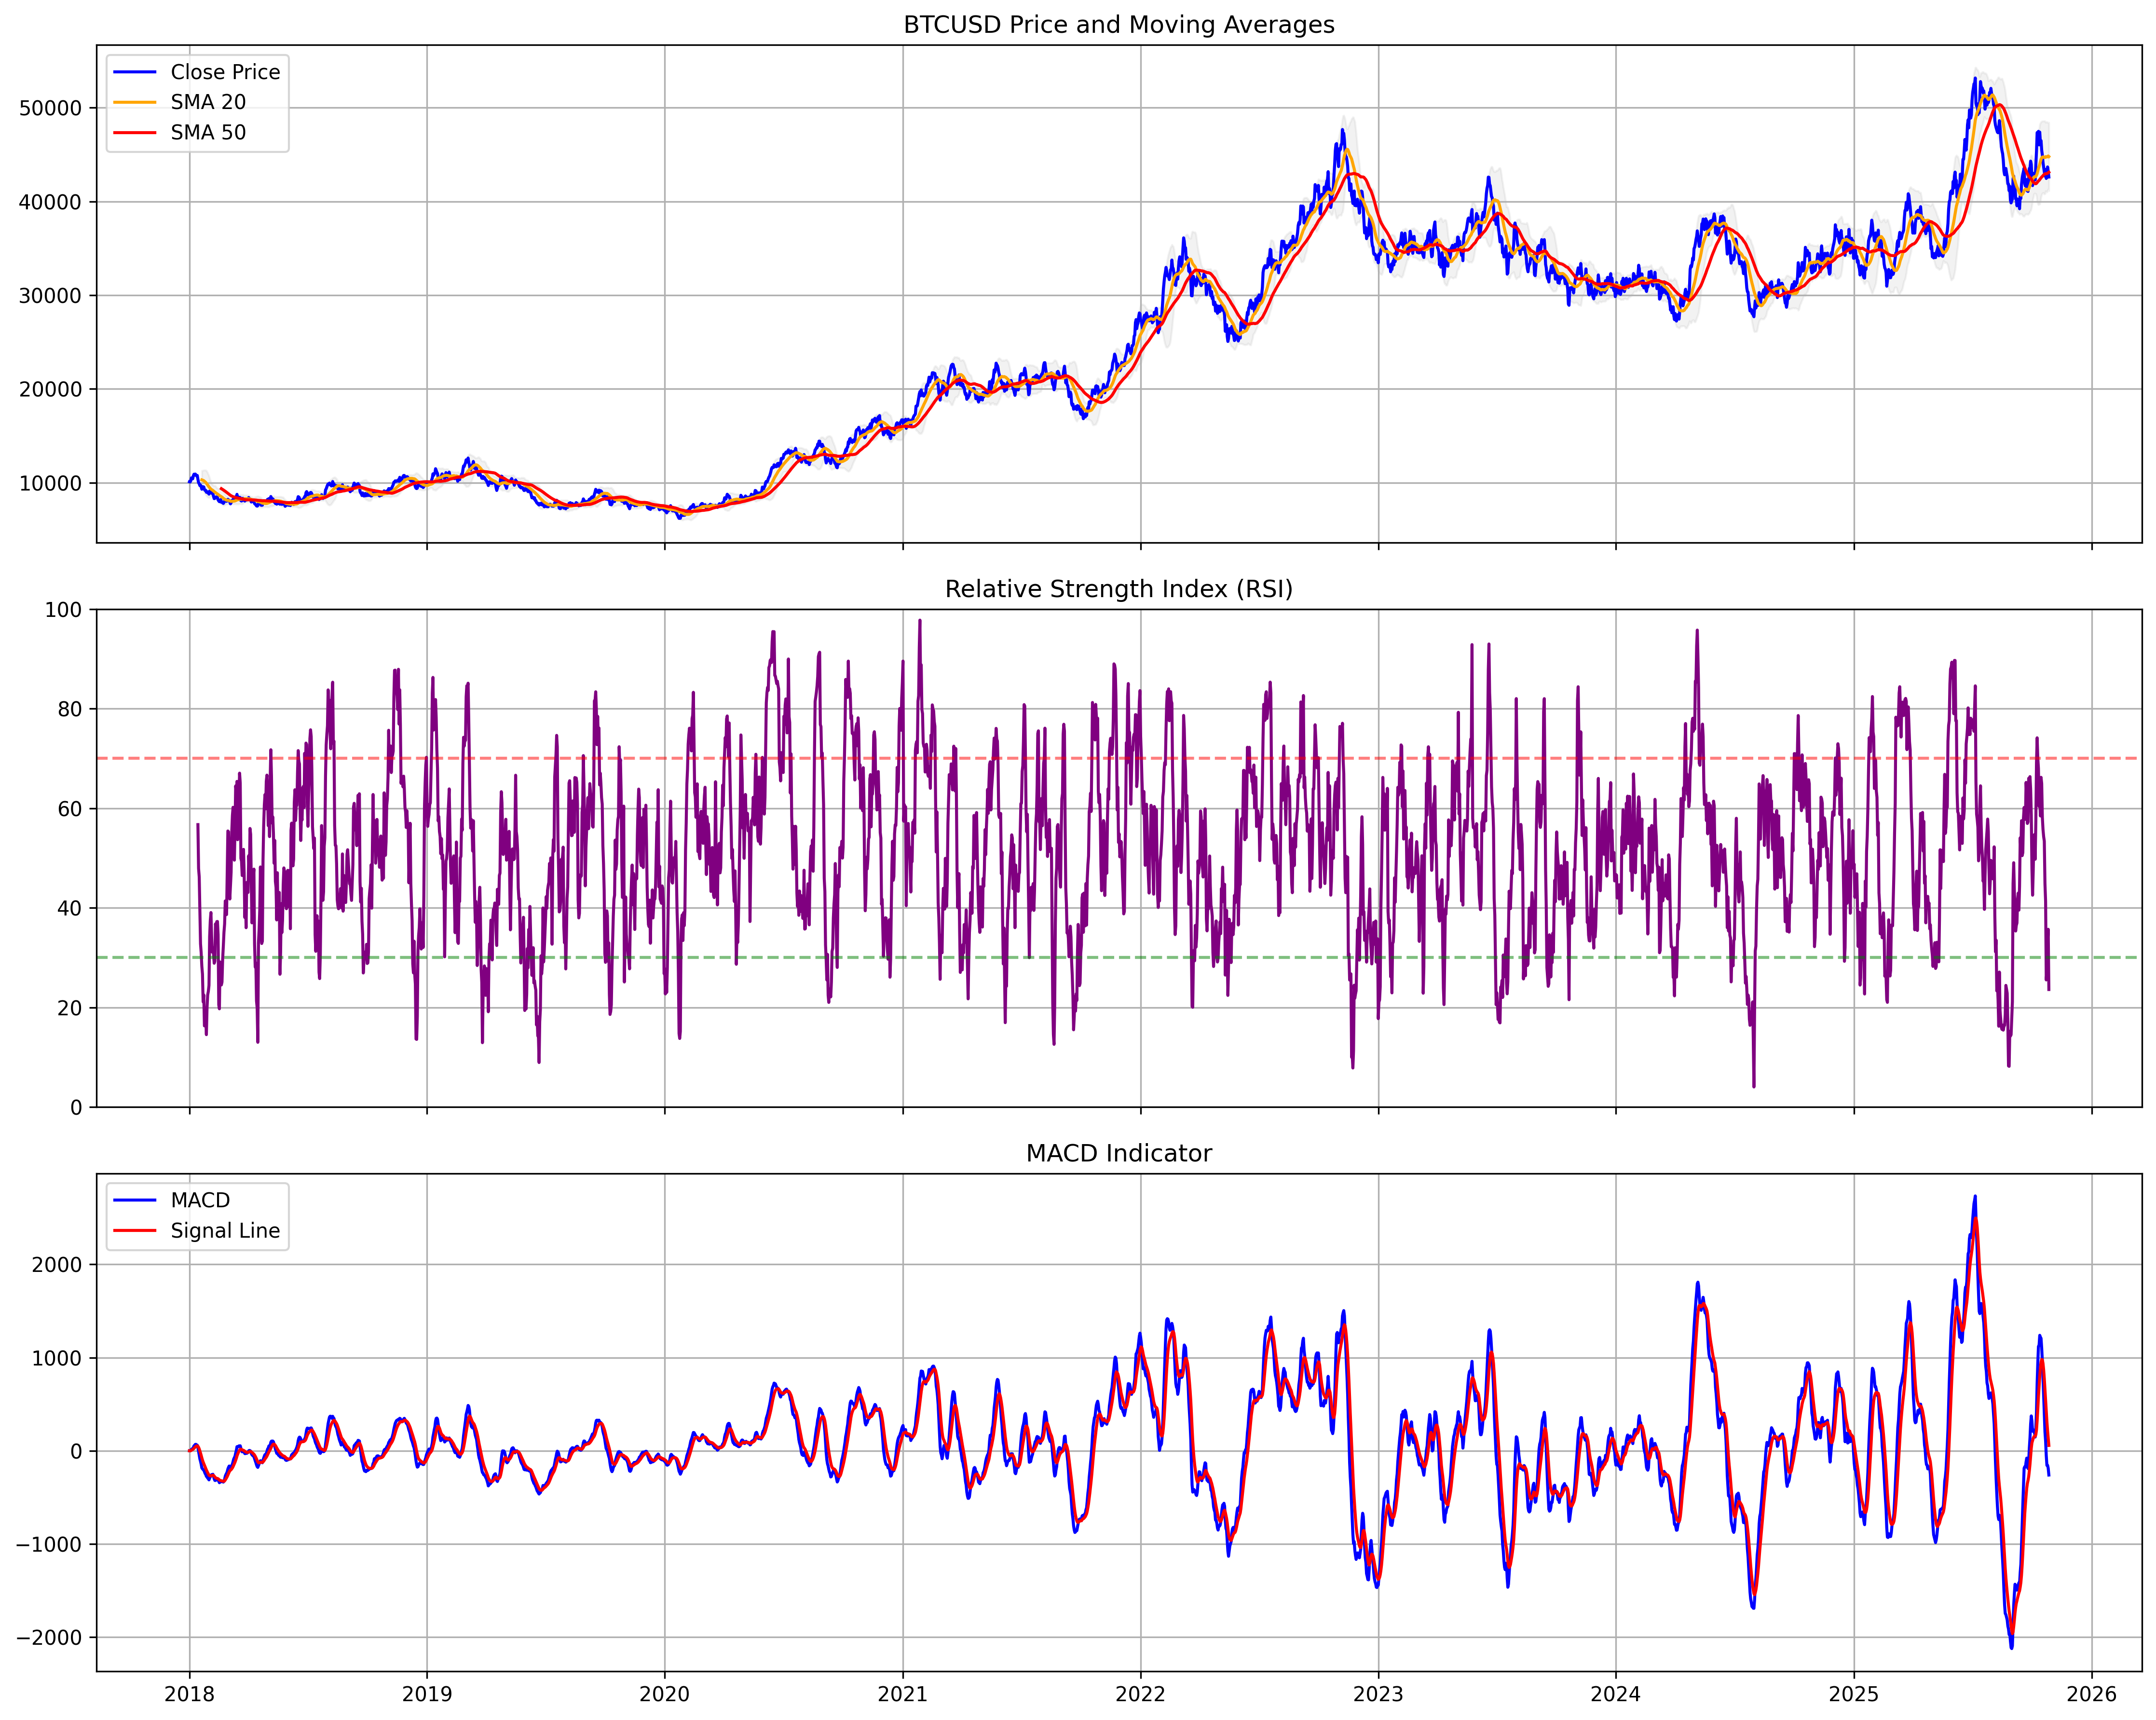 BTCUSD Price and Moving Averages
Close Price
SMA 20
SMA 50
50000
40000
30000
20000
10000
Relative Strength Index (RSI)
100
80
60
40
20
0
MACD Indicator
MACD
Signal Line
2000
1000
0
−1000
−2000
2018 2019 2020 2021 2022 2023 2024 2025 2026